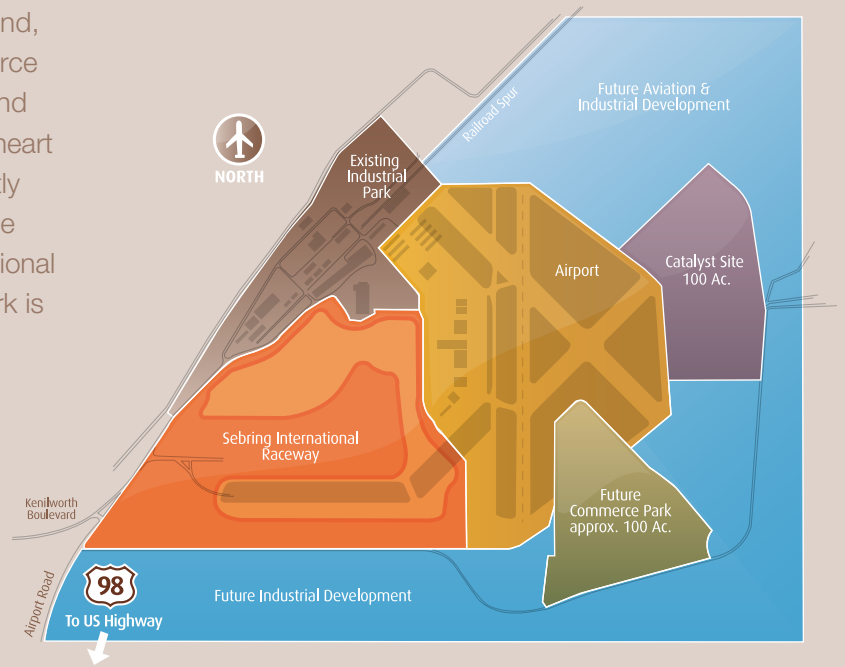 nd,
rce
nd
heart
tly
e
tional
rk is
NORTH
Existing
Industrial
Park
Railroad Spur
Future Aviation &
Industrial Development
Airport
Catalyst Site
100 Ac.
Sebring International
Raceway
Future
Commerce Park
approx. 100 Ac.
Kenilworth
Boulevard
Airport Road
98
To US Highway
Future Industrial Development